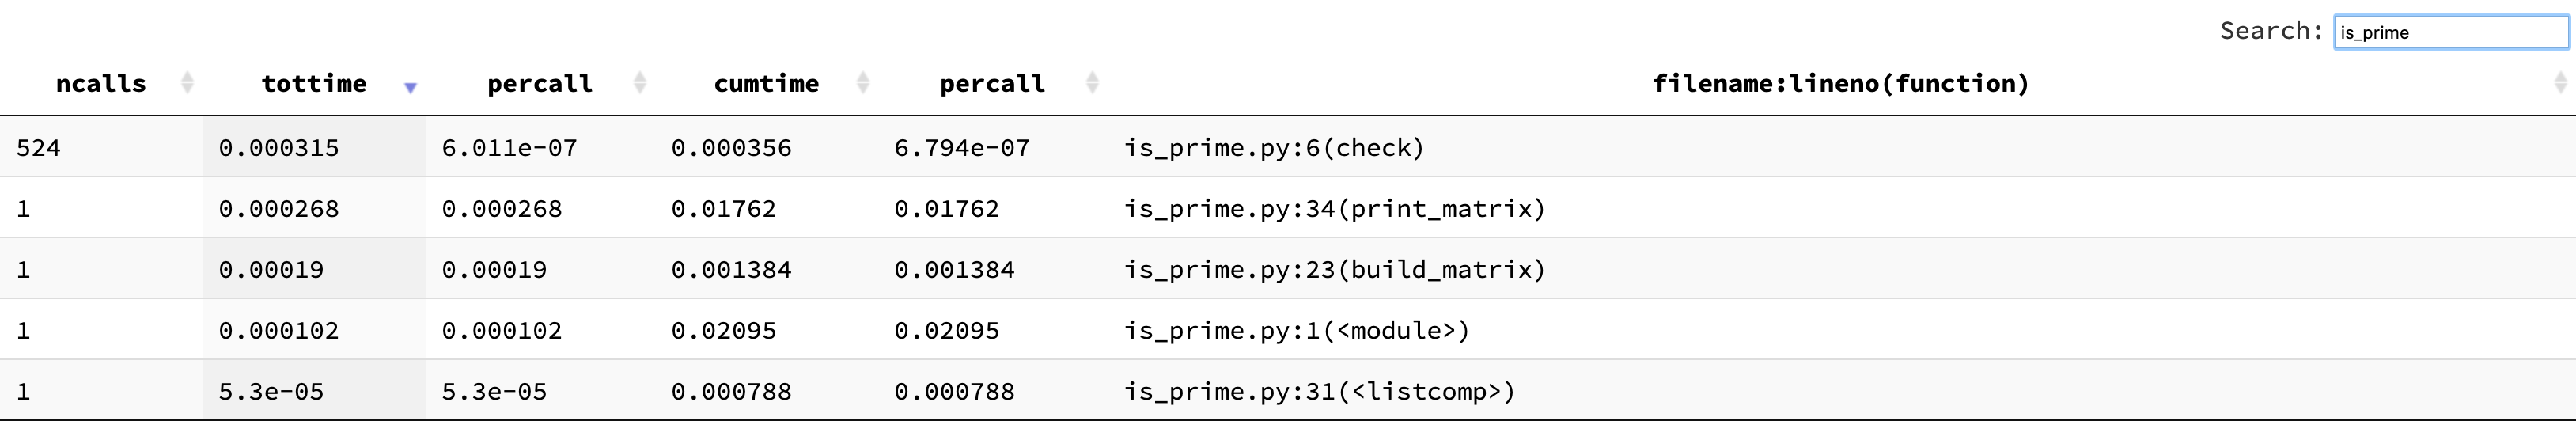 Search: is_prime
ncalls tottime percall cumtime percall filename:lineno(function)
524 0.000315 6.011e-07 0.000356 6.794e-07 is_prime.py:6(check)
1 0.000268 0.000268 0.01762 0.01762 is_prime.py:34(print_matrix)
1 0.00019 0.00019 0.001384 0.001384 is_prime.py:23(build_matrix)
1 0.000102 0.000102 0.02095 0.02095 is_prime.py:1(<module>)
1 5.3e-05 5.3e-05 0.000788 0.000788 is_prime.py:31(<listcomp>)